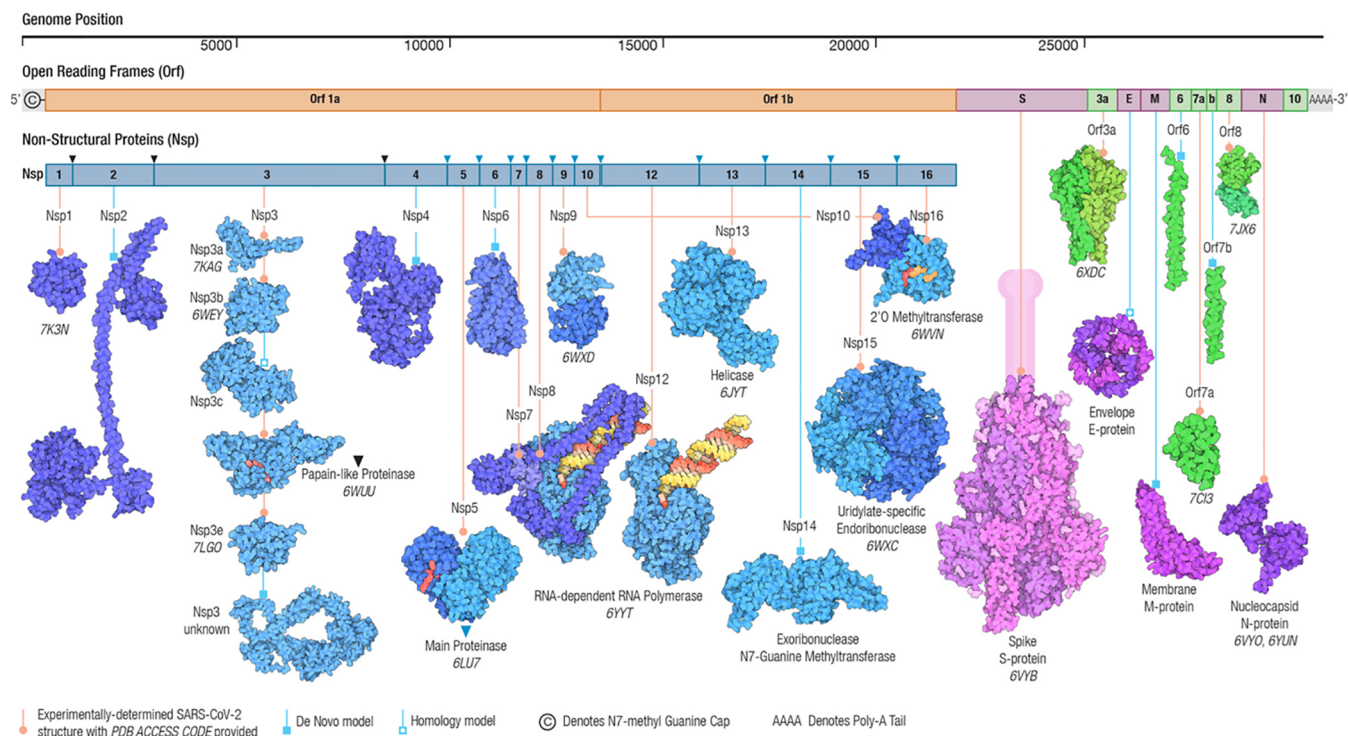 Genome Position
5000 10000 15000 20000 25000
Open Reading Frames (Orf)
5' C Orf 1a Orf 1b S 3a E M 6 7a b 8 N 10 AAAA-3'
Non-Structural Proteins (Nsp)
Nsp 1 2 3 4 5 6 7 8 9 10 12 13 14 15 16
Nsp1
7K3N
Nsp2
Nsp3
Nsp3a
7KAG
Nsp3b
6WEY
Nsp3c
Papain-like Proteinase
6WUU
Nsp3e
7LG0
Nsp3
unknown
Nsp4
Nsp5
Main Proteinase
6LU7
Nsp6
Nsp7
Nsp8
Nsp9
6WXD
Nsp12
RNA-dependent RNA Polymerase
6YYT
Nsp13
Helicase
6JYT
Nsp14
Exoribonuclease
N7-Guanine Methyltransferase
Nsp10
Nsp16
2'O Methyltransferase
6WVN
Nsp15
Uridylate-specific
Endoribonuclease
6WXC
Spike
S-protein
6VYB
Orf3a
6XDC
Envelope
E-protein
Membrane
M-protein
Orf6
Orf7a
7CI3
Orf7b
Orf8
7JX6
Nucleocapsid
N-protein
6VYO, 6YUN
Experimentally-determined SARS-CoV-2
structure with PDB ACCESS CODE provided
De Novo model
Homology model
C Denotes N7-methyl Guanine Cap
AAAA Denotes Poly-A Tail